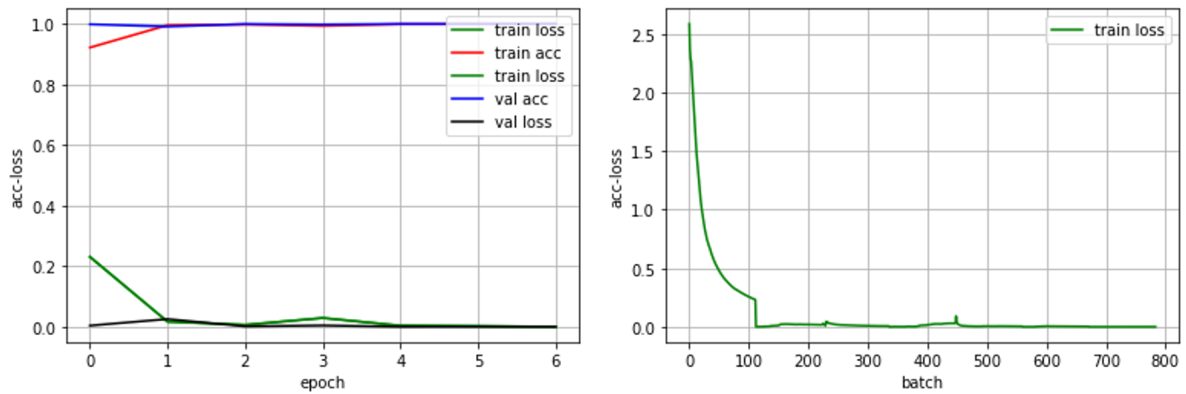 1.0
0.8
0.6
0.4
0.2
0.0
acc-loss
0 1 2 3 4 5 6
epoch
train loss
train acc
train loss
val acc
val loss
2.5
2.0
1.5
1.0
0.5
0.0
acc-loss
0 100 200 300 400 500 600 700 800
batch
train loss